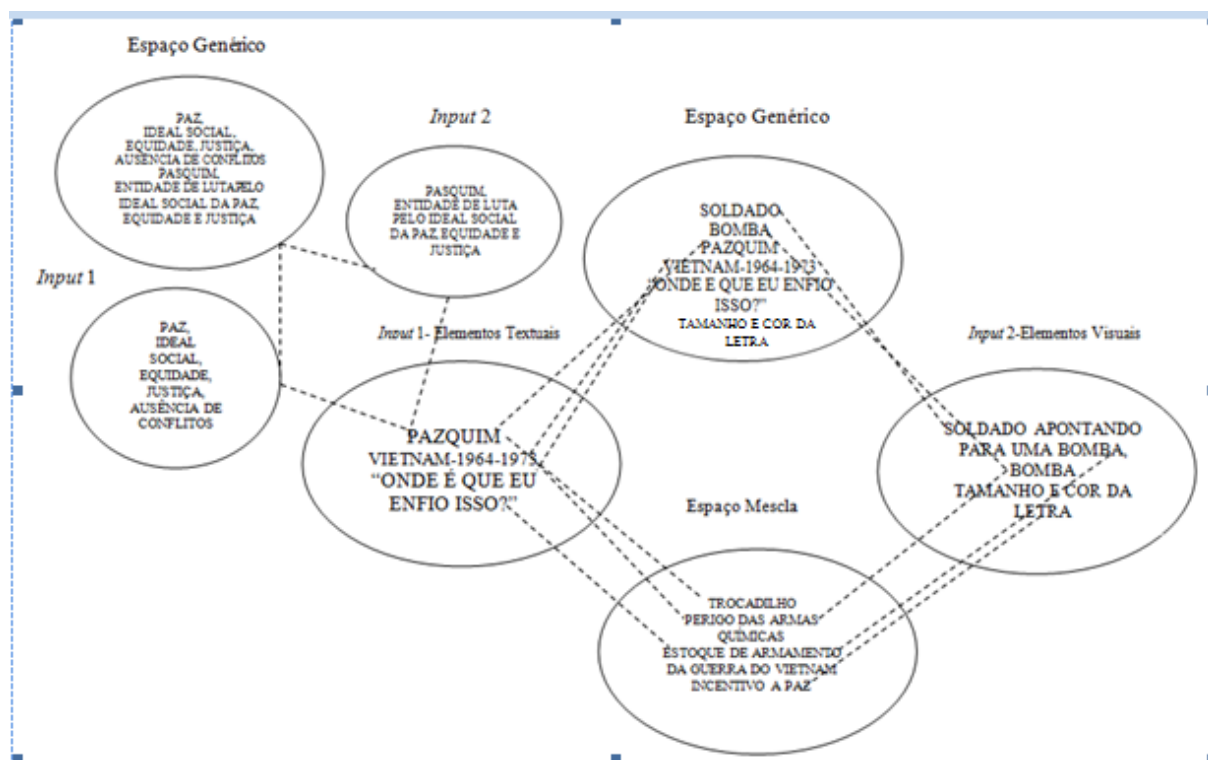 Espaço Genérico
PAZ,
IDEAL SOCIAL,
EQUIDADE, JUSTIÇA,
AUSÊNCIA DE CONFLITOS
PASQUIM,
ENTIDADE DE LUTA PELO
IDEAL SOCIAL DA PAZ,
EQUIDADE E JUSTIÇA
Input 2
PASQUIM,
ENTIDADE DE LUTA
PELO IDEAL SOCIAL
DA PAZ, EQUIDADE E
JUSTIÇA
Input 1
PAZ,
IDEAL
SOCIAL,
EQUIDADE,
JUSTIÇA,
AUSÊNCIA DE
CONFLITOS
Espaço Genérico
SOLDADO
BOMBA
PAZQUIM
VIETNAM-1964-1973
“ONDE E QUE EU ENFIO
ISSO?”
TAMANHO E COR DA
LETRA
Input 1- Elementos Textuais
PAZQUIM
VIETNAM-1964-1973
“ONDE É QUE EU
ENFIO ISSO?”
Input 2-Elementos Visuais
SOLDADO APONTANDO
PARA UMA BOMBA,
BOMBA
TAMANHO E COR DA
LETRA
Espaço Mescla
TROCADILHO
PERIGO DAS ARMAS
QUÍMICAS
ESTOQUE DE ARMAMENTO
DA GUERRA DO VIETNAM
INCENTIVO A PAZ